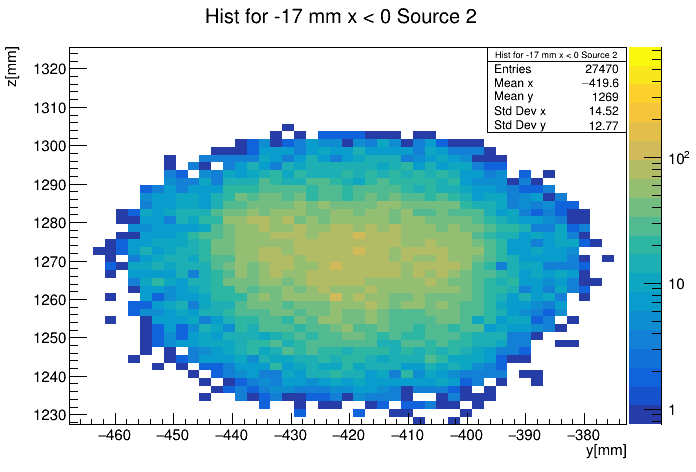 Hist for -17 mm x < 0 Source 2
z[mm]
Hist for -17 mm x < 0 Source 2
Entries 27470
Mean x −419.6
Mean y 1269
Std Dev x 14.52
Std Dev y 12.77
1320
1310
1300
1290
1280
1270
1260
1250
1240
1230
10²
10
1
−460 −450 −440 −430 −420 −410 −400 −390 −380
y[mm]